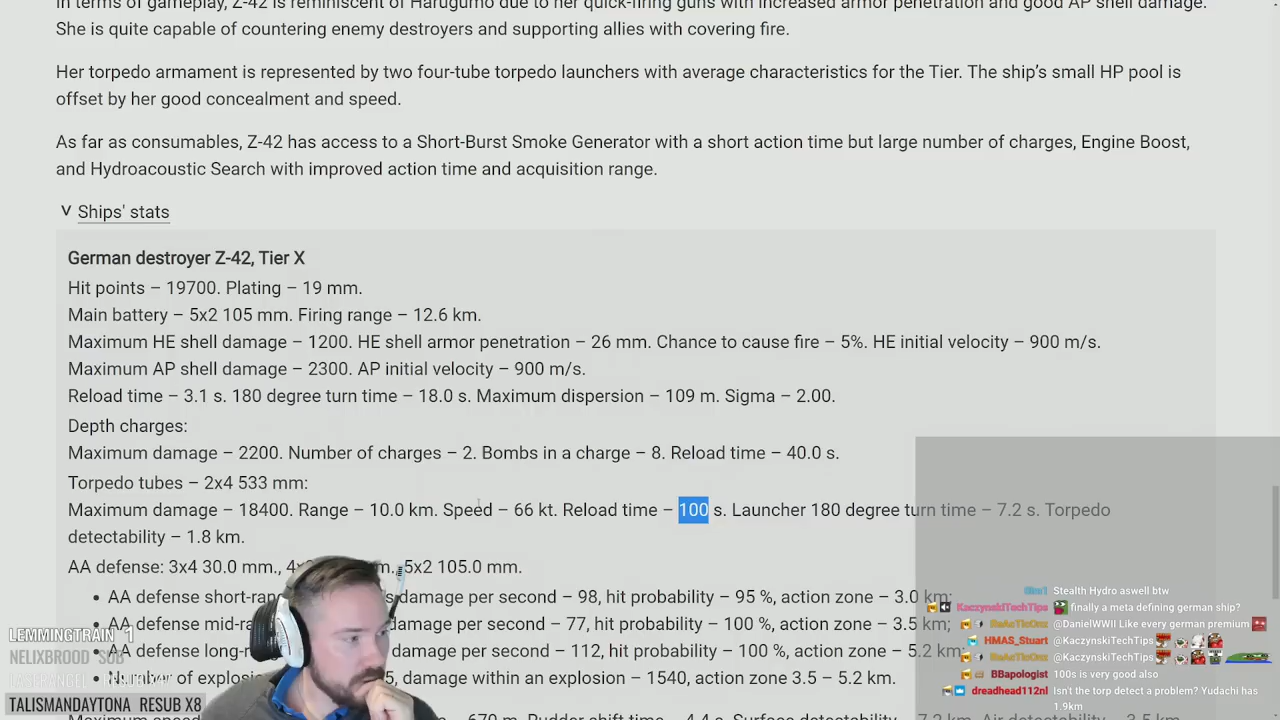 In terms of gameplay, Z-42 is reminiscent of Harugumo due to her quick-firing guns with increased armor penetration and good AP shell damage.
She is quite capable of countering enemy destroyers and supporting allies with covering fire.
Her torpedo armament is represented by two four-tube torpedo launchers with average characteristics for the Tier. The ship's small HP pool is
offset by her good concealment and speed.
As far as consumables, Z-42 has access to a Short-Burst Smoke Generator with a short action time but large number of charges, Engine Boost,
and Hydroacoustic Search with improved action time and acquisition range.
Ships' stats
German destroyer Z-42, Tier X
Hit points – 19700. Plating – 19 mm.
Main battery – 5x2 105 mm. Firing range – 12.6 km.
Maximum HE shell damage – 1200. HE shell armor penetration – 26 mm. Chance to cause fire – 5%. HE initial velocity – 900 m/s.
Maximum AP shell damage – 2300. AP initial velocity – 900 m/s.
Reload time – 3.1 s. 180 degree turn time – 18.0 s. Maximum dispersion – 109 m. Sigma – 2.00.
Depth charges:
Maximum damage – 2200. Number of charges – 2. Bombs in a charge – 8. Reload time – 40.0 s.
Torpedo tubes – 2x4 533 mm:
Maximum damage – 18400. Range – 10.0 km. Speed – 66 kt. Reload time – 100 s. Launcher 180 degree turn time – 7.2 s. Torpedo
detectability – 1.8 km.
AA defense: 3x4 30.0 mm., 5x2 105.0 mm.
• AA defense damage per second – 98, hit probability – 95 %, action zone – 3.0 km;
• AA defense damage per second – 77, hit probability – 100 %, action zone – 3.5 km;
• AA defense damage per second – 112, hit probability – 100 %, action zone – 5.2 km;
of damage within an explosion – 1540, action zone 3.5 – 5.2 km.
– 670 m. Rudder shift time – 4.4 s. Surface detectability – 7.2 km.
Stealth Hydro aswell btw
KaczynskiTechTips finally a meta defining german ship?
@DanielWWII Like every german premium
HMAS_Stuart @KaczynskiTechTips
@KaczynskiTechTips
BBapologist 100s is very good also
dreadhead112nl Isn't the torp detect a problem? Yudachi has
1.9km
LEMMINGTRAIN 1
NELIXBROOD SUB
TALISMANDAYTONA RESUB X8